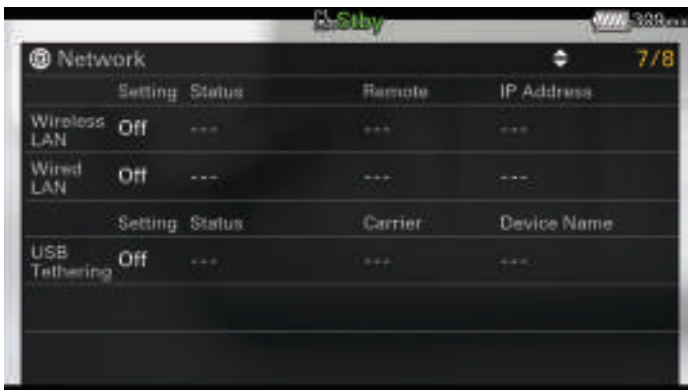 Stby
Network 7/8
Setting Status Remote IP Address
Wireless LAN Off --- --- ---
Wired LAN Off --- --- ---
Setting Status Carrier Device Name
USB Tethering Off --- --- ---